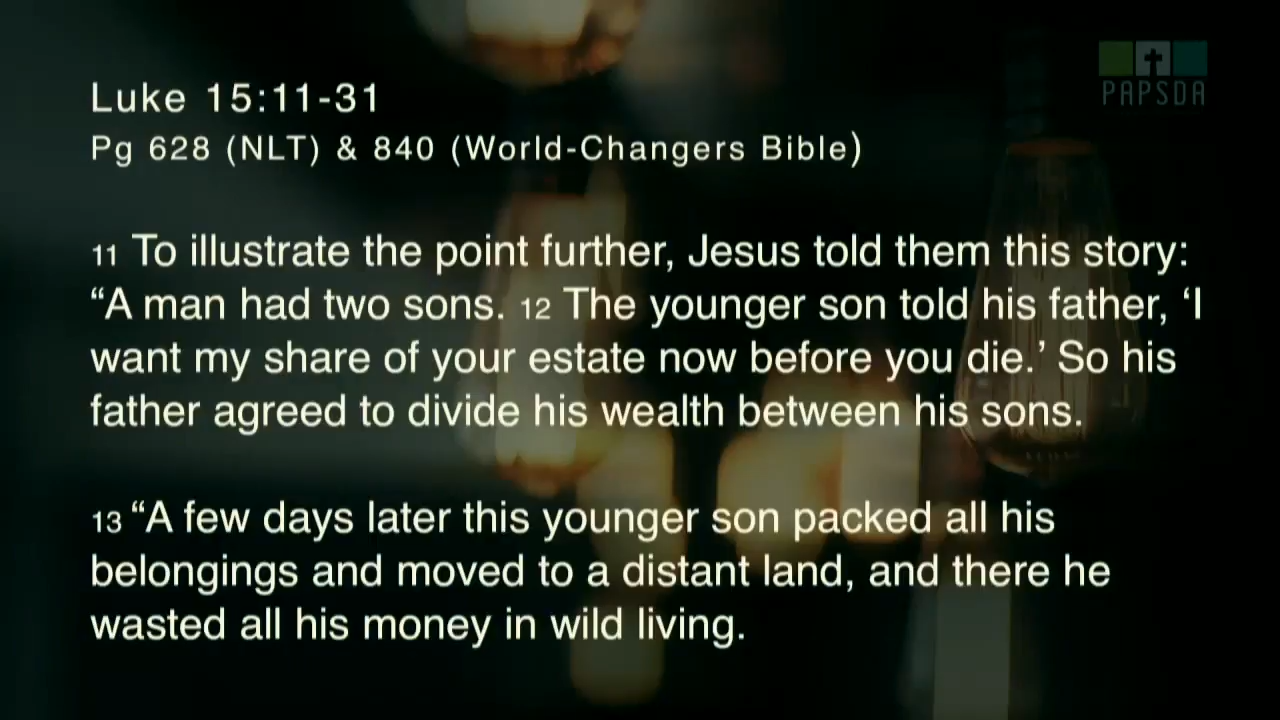 PAPSDA
Luke 15:11-31
Pg 628 (NLT) & 840 (World-Changers Bible)
11 To illustrate the point further, Jesus told them this story:
“A man had two sons. 12 The younger son told his father, ‘I
want my share of your estate now before you die.’ So his
father agreed to divide his wealth between his sons.
13 “A few days later this younger son packed all his
belongings and moved to a distant land, and there he
wasted all his money in wild living.